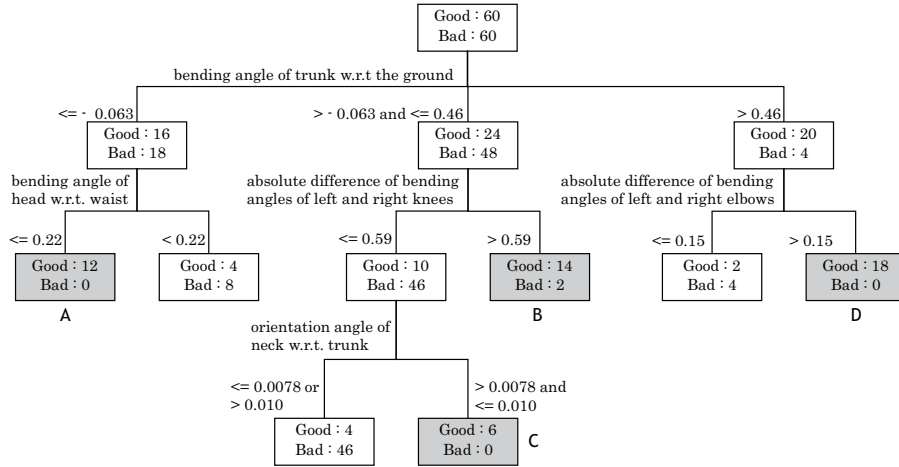 Good : 60
Bad : 60
bending angle of trunk w.r.t the ground
<= - 0.063
> - 0.063 and <= 0.46
> 0.46
Good : 16
Bad : 18
Good : 24
Bad : 48
Good : 20
Bad : 4
bending angle of
head w.r.t. waist
absolute difference of bending
angles of left and right knees
absolute difference of bending
angles of left and right elbows
<= 0.22
< 0.22
<= 0.59
> 0.59
<= 0.15
> 0.15
Good : 12
Bad : 0
Good : 4
Bad : 8
Good : 10
Bad : 46
Good : 14
Bad : 2
Good : 2
Bad : 4
Good : 18
Bad : 0
A
B
D
orientation angle of
neck w.r.t. trunk
<= 0.0078 or
> 0.010
> 0.0078 and
<= 0.010
Good : 4
Bad : 46
Good : 6
Bad : 0
C